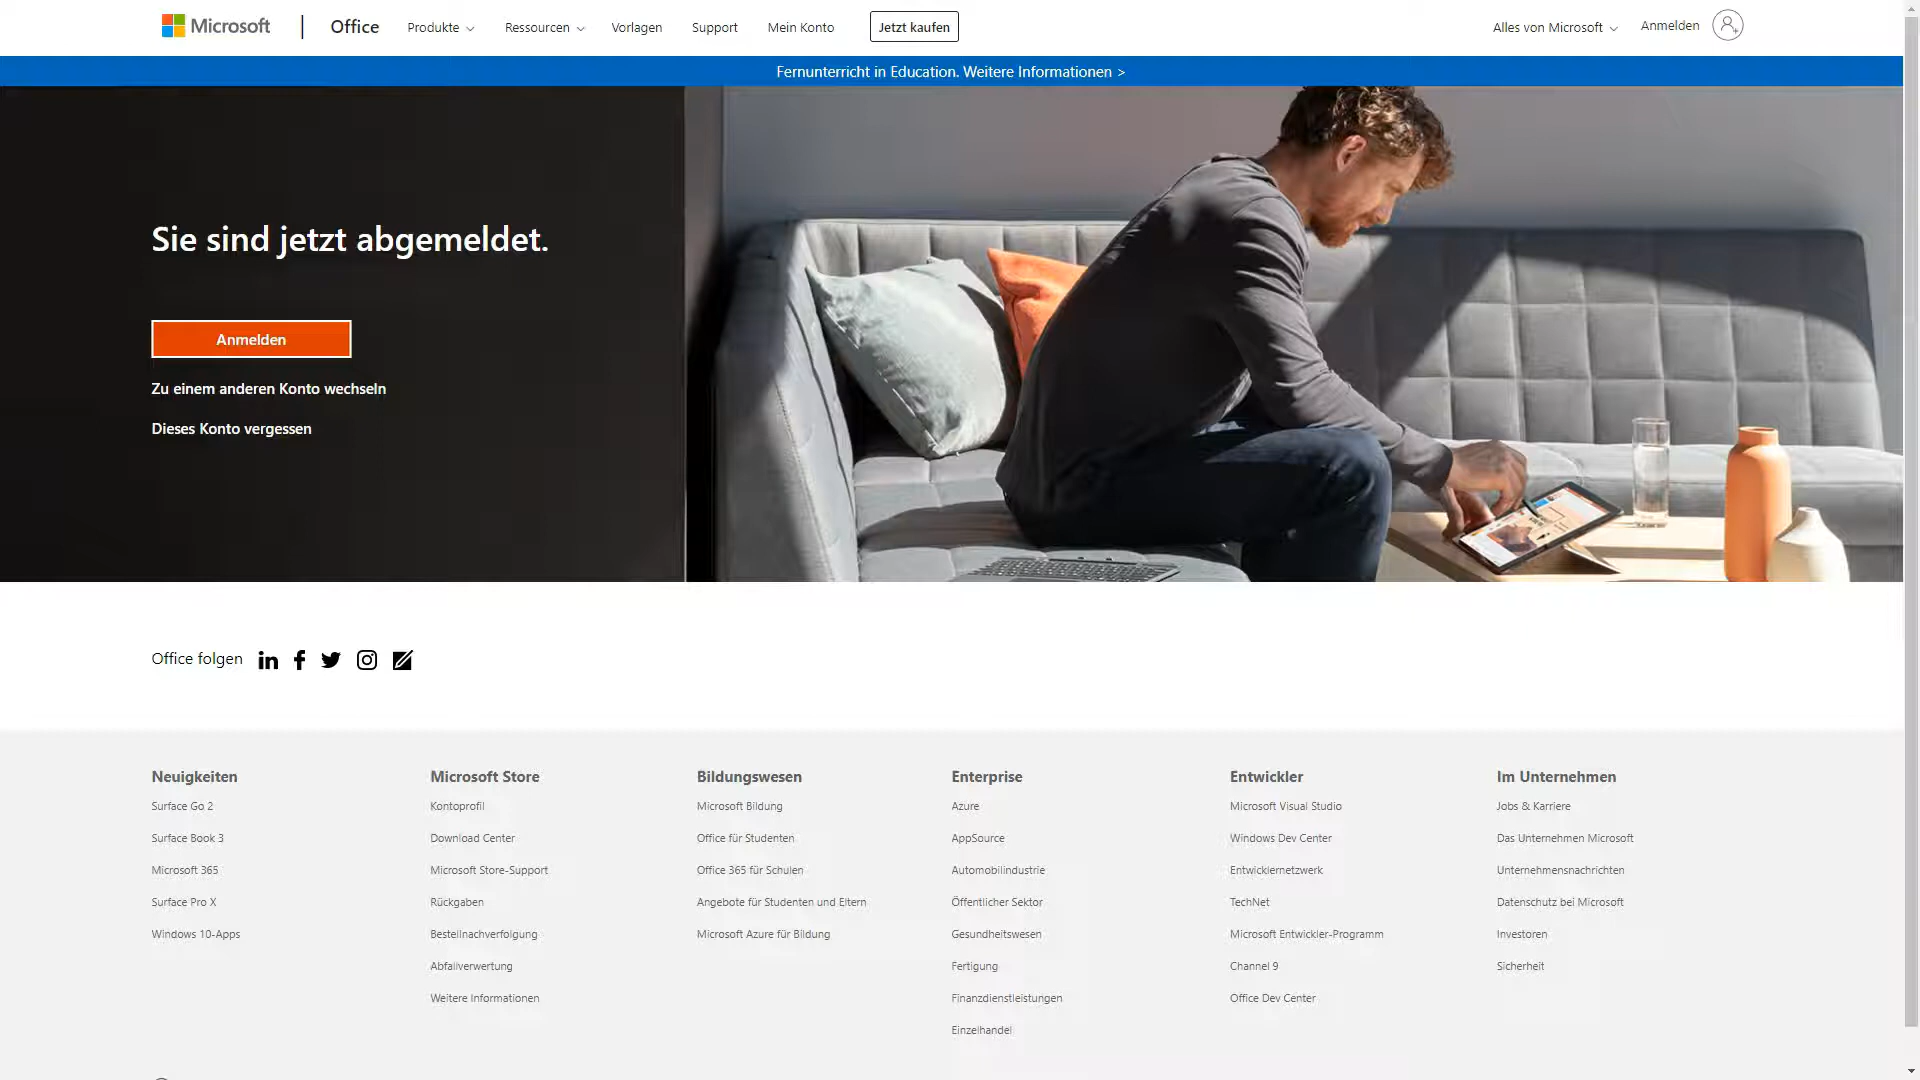 Microsoft
Office
Produkte
Ressourcen
Vorlagen
Support
Mein Konto
Jetzt kaufen
Alles von Microsoft
Anmelden
Fernunterricht in Education. Weitere Informationen >
Sie sind jetzt abgemeldet.
Anmelden
Zu einem anderen Konto wechseln
Dieses Konto vergessen
Office folgen
Neuigkeiten
Surface Go 2
Surface Book 3
Microsoft 365
Surface Pro X
Windows 10-Apps
Microsoft Store
Kontoprofil
Download Center
Microsoft Store-Support
Rückgaben
Bestellnachverfolgung
Abfallverwertung
Weitere Informationen
Bildungswesen
Microsoft Bildung
Office für Studenten
Office 365 für Schulen
Angebote für Studenten und Eltern
Microsoft Azure für Bildung
Enterprise
Azure
AppSource
Automobilindustrie
Öffentlicher Sektor
Gesundheitswesen
Fertigung
Finanzdienstleistungen
Einzelhandel
Entwickler
Microsoft Visual Studio
Windows Dev Center
Entwicklernetzwerk
TechNet
Microsoft Entwickler-Programm
Channel 9
Office Dev Center
Im Unternehmen
Jobs & Karriere
Das Unternehmen Microsoft
Unternehmensnachrichten
Datenschutz bei Microsoft
Investoren
Sicherheit